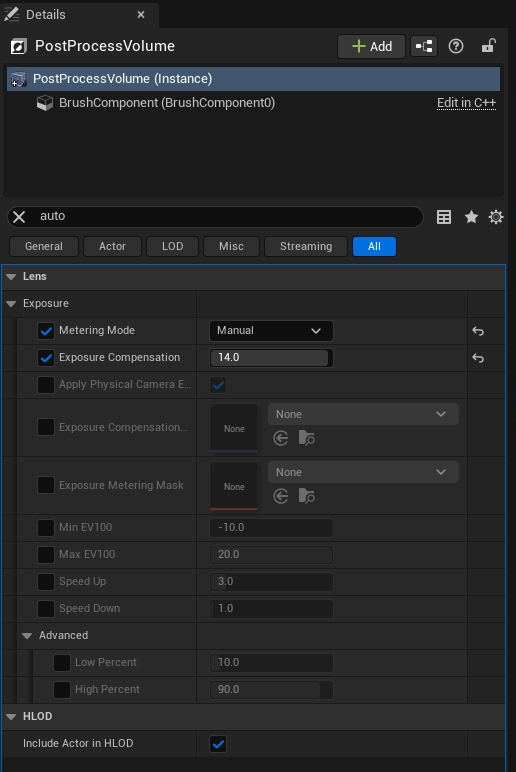 Details
PostProcessVolume
+ Add
PostProcessVolume (Instance)
BrushComponent (BrushComponent0)
Edit in C++
auto
General
Actor
LOD
Misc
Streaming
All
Lens
Exposure
Metering Mode
Manual
Exposure Compensation
14.0
Apply Physical Camera E...
Exposure Compensation...
None
None
Exposure Metering Mask
None
None
Min EV100
-10.0
Max EV100
20.0
Speed Up
3.0
Speed Down
1.0
Advanced
Low Percent
10.0
High Percent
90.0
HLOD
Include Actor in HLOD